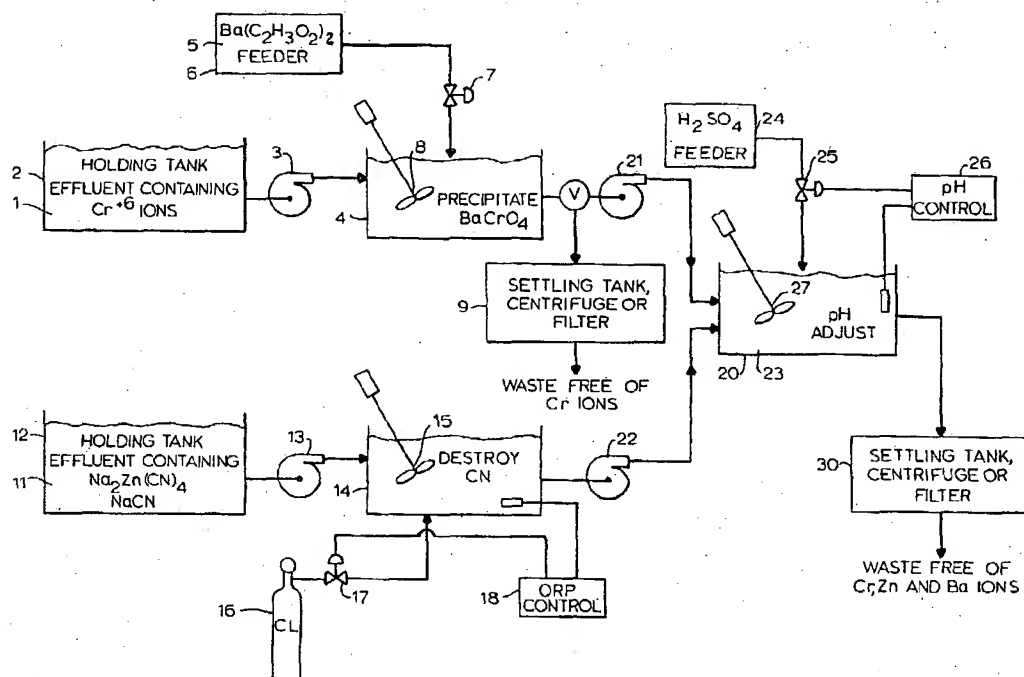 5
Ba(C₂H₃O₂)₂
FEEDER
6
7
2
HOLDING TANK
EFFLUENT CONTAINING
Cr⁺⁶ IONS
1
3
8
4
PRECIPITATE
BaCrO₄
V
21
H₂SO₄
FEEDER
24
25
26
pH
CONTROL
9
SETTLING TANK,
CENTRIFUGE OR
FILTER
WASTE FREE OF
Cr IONS
27
pH
ADJUST
20
23
12
HOLDING TANK
EFFLUENT CONTAINING
Na₂Zn(CN)₄
NaCN
11
13
15
14
DESTROY
CN
22
16
CL
17
18
ORP
CONTROL
30
SETTLING TANK,
CENTRIFUGE OR
FILTER
WASTE FREE OF
Cr,Zn AND Ba IONS